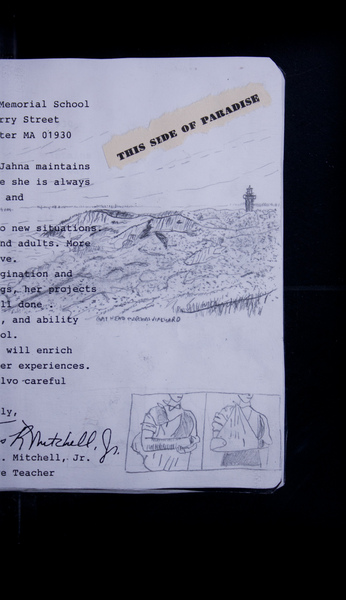 Memorial School
THIS SIDE OF PARADISE
rry Street
ter MA 01930
Jahna maintains
e she is always
and
o new situations.
nd adults. More
ve.
gination and
gs, her projects
ll done .
, and ability
ol.
will enrich
er experiences.
lvo careful
ly,
R Mitchell, Jr.
. Mitchell, Jr.
e Teacher